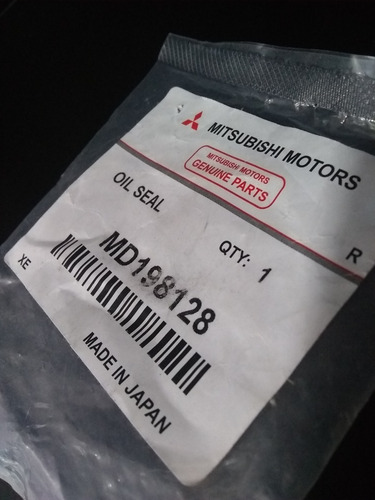 MITSUBISHI MOTORS
MITSUBISHI MOTORS
GENUINE PARTS
R
OIL SEAL
QTY: 1
MD198128
XE
MADE IN JAPAN